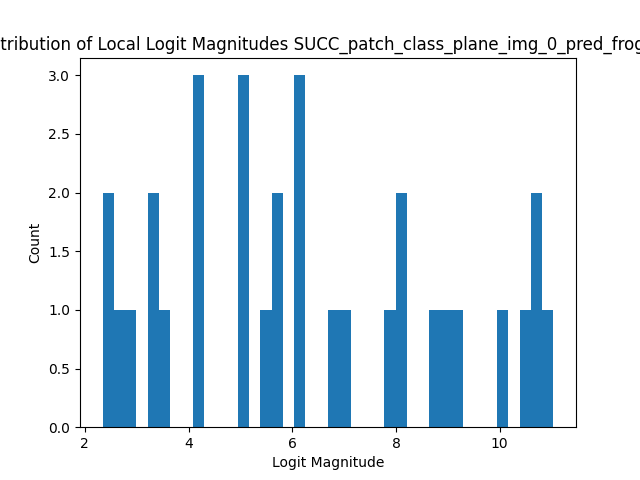 tribution of Local Logit Magnitudes SUCC_patch_class_plane_img_0_pred_frog
3.0
2.5
2.0
1.5
1.0
0.5
0.0
Count
2 4 6 8 10
Logit Magnitude